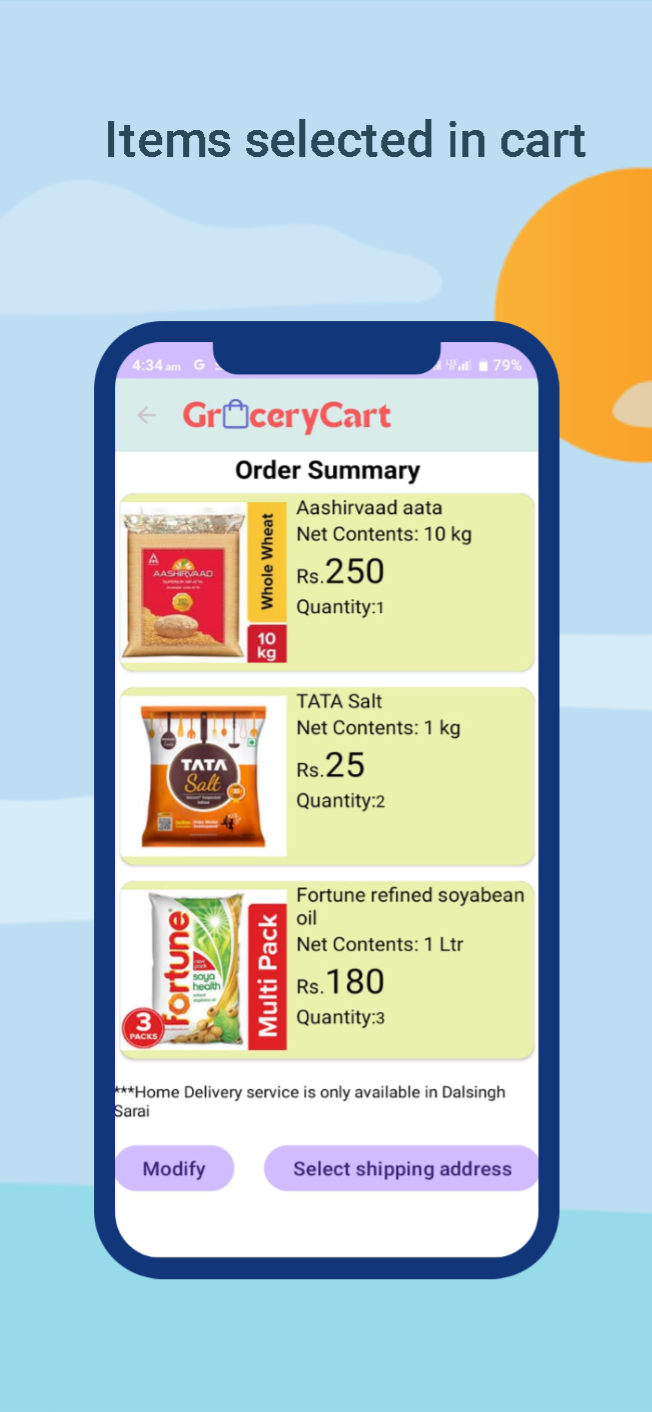 Items selected in cart
4:34 am G
79%
GroceryCart
Order Summary
AASHIRVAAD
Whole Wheat
10
kg
Aashirvaad aata
Net Contents: 10 kg
Rs.250
Quantity:1
TATA
Salt
TATA Salt
Net Contents: 1 kg
Rs.25
Quantity:2
fortune
soya
health
3
PACKS
Multi Pack
Fortune refined soyabean
oil
Net Contents: 1 Ltr
Rs.180
Quantity:3
***Home Delivery service is only available in Dalsingh
Sarai
Modify
Select shipping address